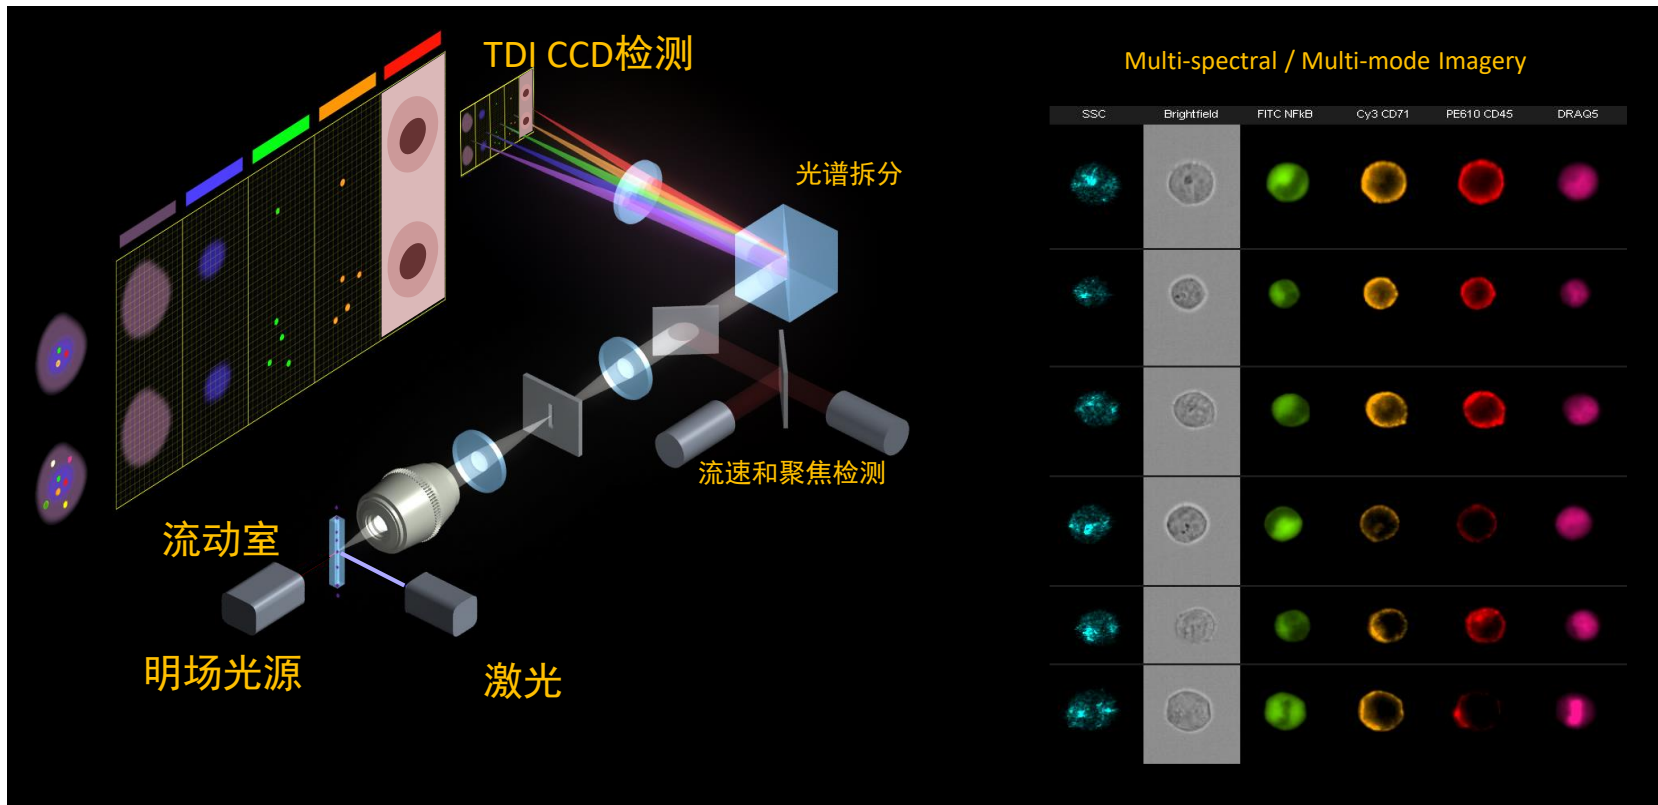 TDI CCD检测
光谱拆分
流速和聚焦检测
流动室
明场光源
激光
Multi-spectral / Multi-mode Imagery
SSC Brightfield FITC NFkB Cy3 CD71 PE610 CD45 DRAQ5